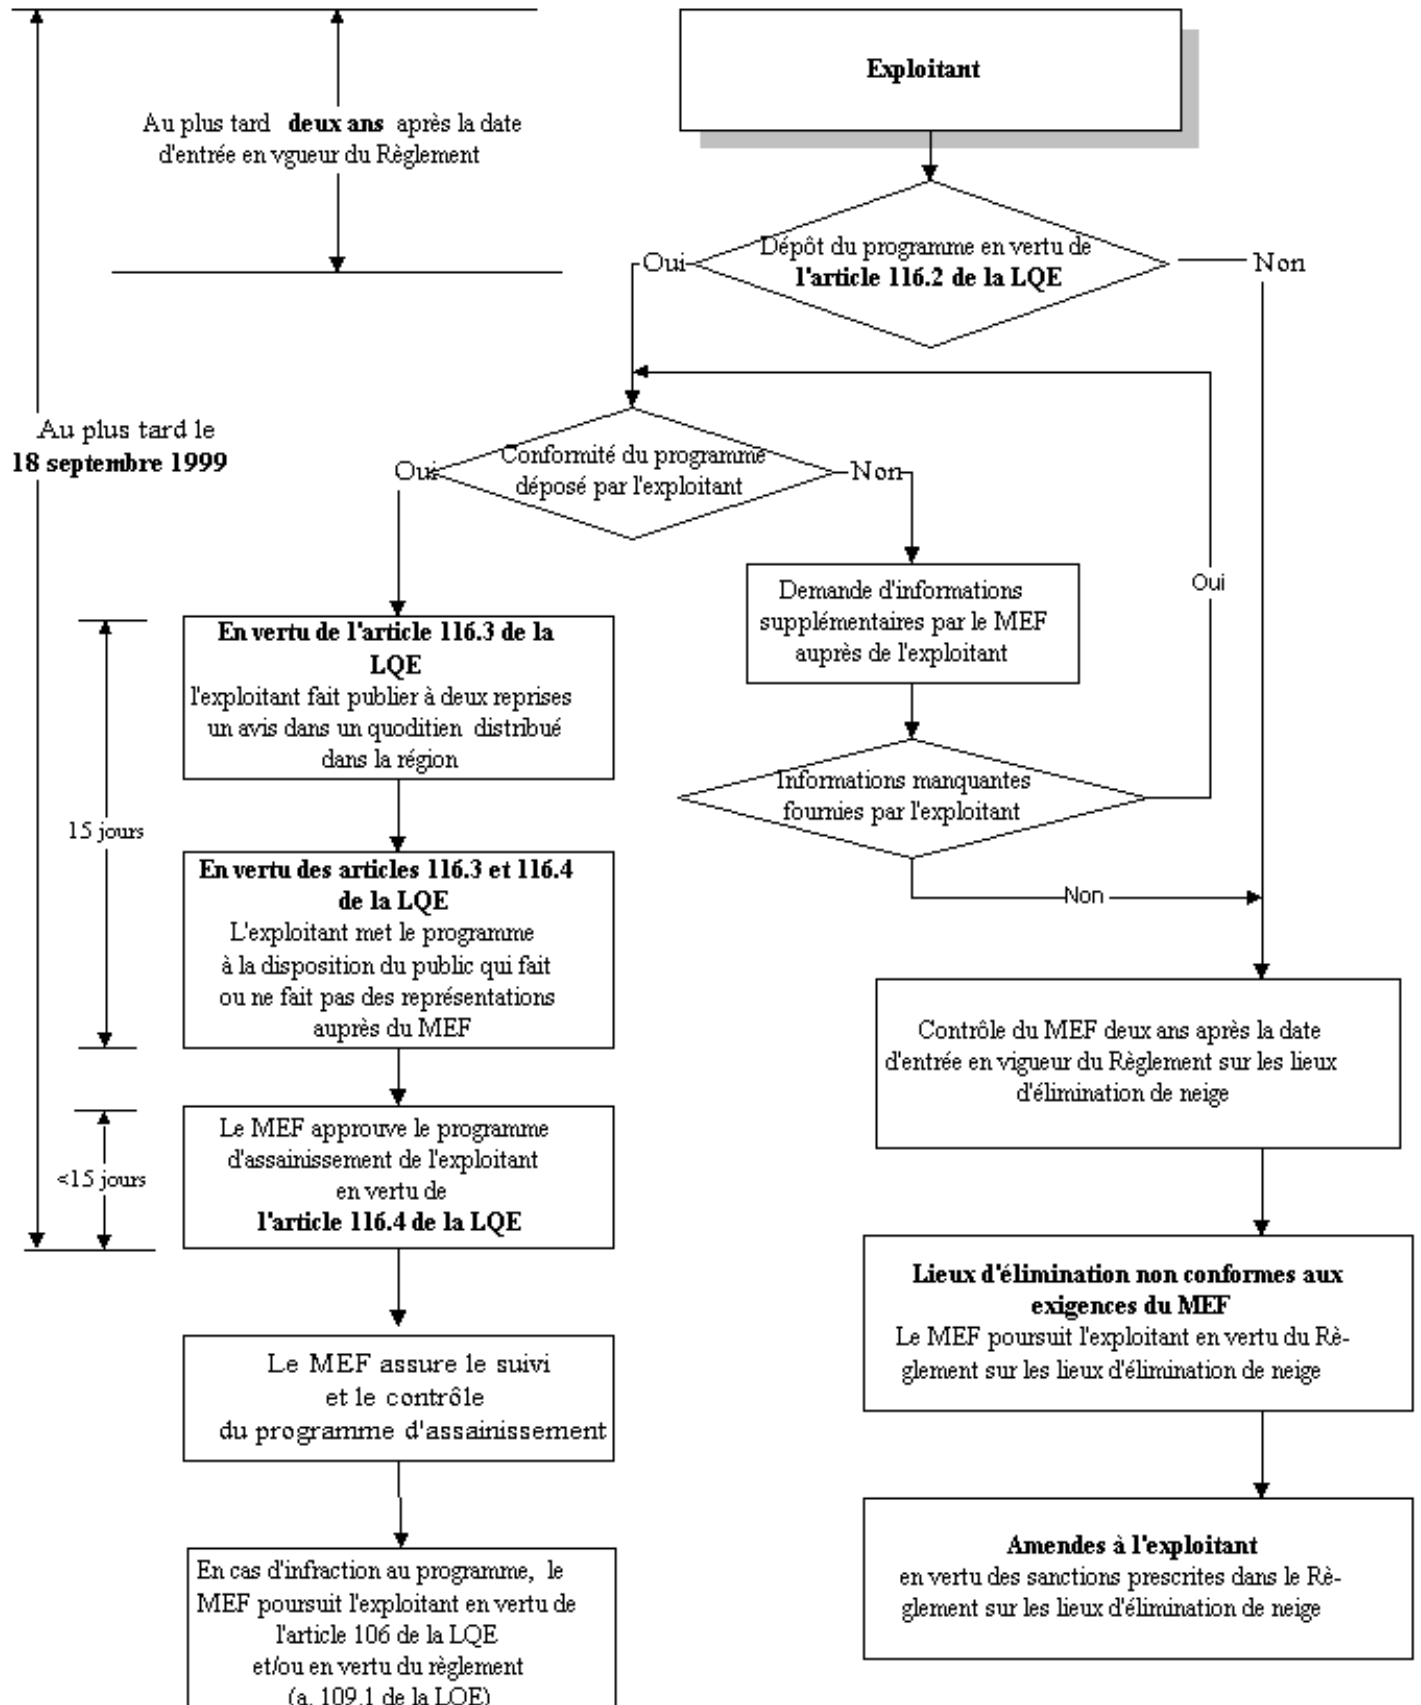 Exploitant
Au plus tard deux ans après la date
d'entrée en vgueur du Règlement
Dépôt du programme en vertu de
l'article 116.2 de la LQE
Oui
Non
Au plus tard le
18 septembre 1999
Conformité du programme
déposé par l'exploitant
Oui
Non
Demande d'informations
supplémentaires par le MEF
auprès de l'exploitant
Oui
En vertu de l'article 116.3 de la
LQE
l'exploitant fait publier à deux reprises
un avis dans un quoditien distribué
dans la région
Informations manquantes
fournies par l'exploitant
Non
15 jours
En vertu des articles 116.3 et 116.4
de la LQE
L'exploitant met le programme
à la disposition du public qui fait
ou ne fait pas des représentations
auprès du MEF
Contrôle du MEF deux ans après la date
d'entrée en vigueur du Règlement sur les lieux
d'élimination de neige
<15 jours
Le MEF approuve le programme
d'assainissement de l'exploitant
en vertu de
l'article 116.4 de la LQE
Lieux d'élimination non conformes aux
exigences du MEF
Le MEF poursuit l'exploitant en vertu du Rè-
glement sur les lieux d'élimination de neige
Le MEF assure le suivi
et le contrôle
du programme d'assainissement
Amendes à l'exploitant
en vertu des sanctions prescrites dans le Rè-
glement sur les lieux d'élimination de neige
En cas d'infraction au programme, le
MEF poursuit l'exploitant en vertu de
l'article 106 de la LQE
et/ou en vertu du règlement
(a. 109.1 de la LQE)